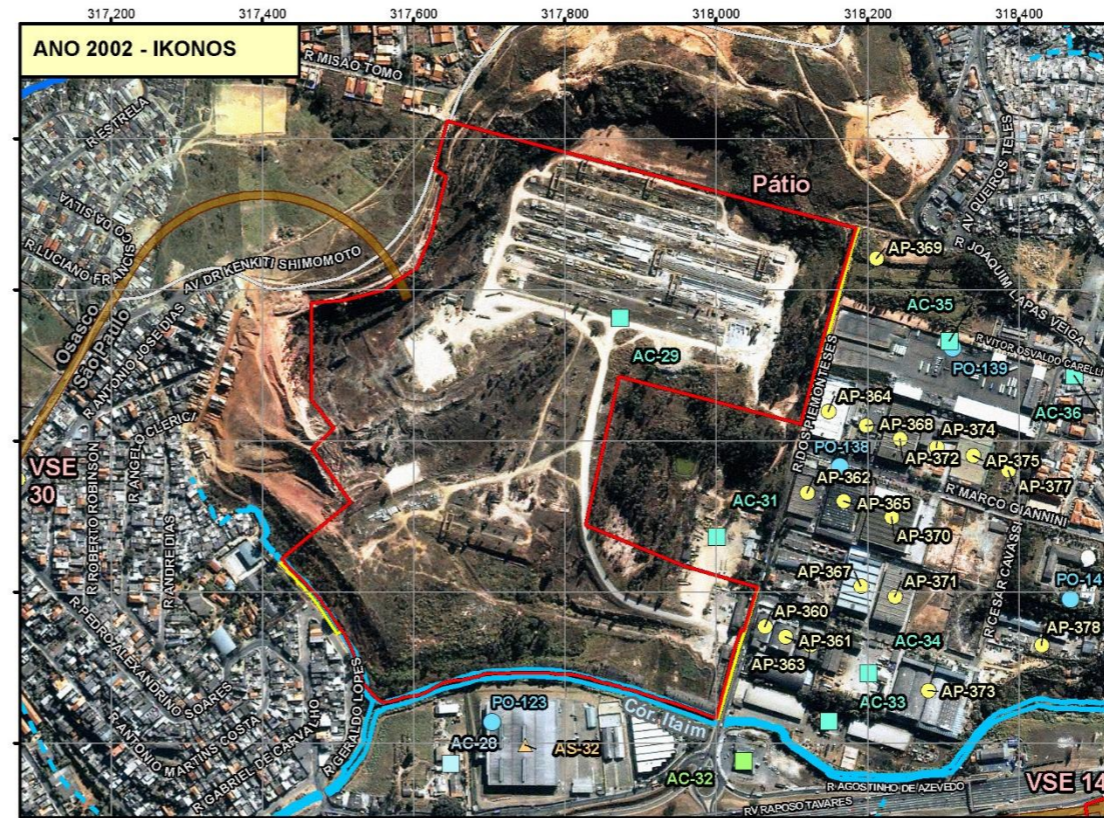 317,200
317,400
317,600
317,800
318,000
318,200
318,400
ANO 2002 - IKONOS
R MISAO TOMO
R ESTRELA
Pátio
AV QUEIROS TELES
CO DA SILVA
R LUCIANO FRANCIS
AV DR KENKITI SHIMOMOTO
AP-369
R JOAQUIM LAPAS VEIGA
Osasco
São Paulo
R ANTONIO JOSE DIAS
AC-35
R VITOR OSVALDO CARELLI
PO-139
AC-29
R DOS PIEMONTESES
AC-36
R ANGELO CLERIC
AP-364
AP-368
AP-374
AP-372
AP-375
PO-138
AP-377
VSE
30
R ROBERTO ROBINSON
R ANDRE DIAS
AP-362
AP-365
R MARCO GIANNINI
AC-31
AP-370
R CESAR CAVASSI
AP-367
AP-371
PO-14
R PEDRO ALEXANDRINO SOARES
AP-360
AP-361
AP-378
AC-34
AP-363
R GERALDO LOPES
AP-373
R ANTONIO MARTINS COSTA
R GABRIEL DE CARVALHO
PO-123
Cór. Itaim
AC-33
AC-28
AS-32
AC-32
R AGOSTINHO DE AZEVEDO
VSE 14
RV RAPOSO TAVARES